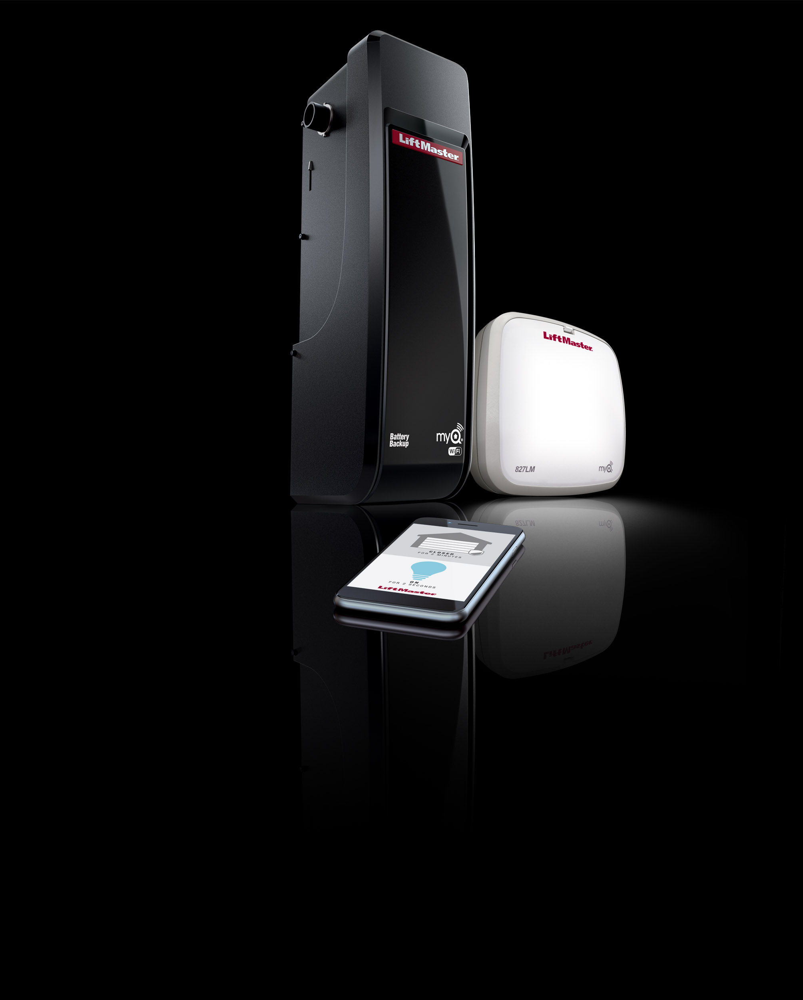 LiftMaster®
Battery
Backup
myQ®
WiFi
LiftMaster®
827LM
myQ®
CLOSED
FOR 2 MINUTES
ON
FOR 2 SECONDS
LiftMaster